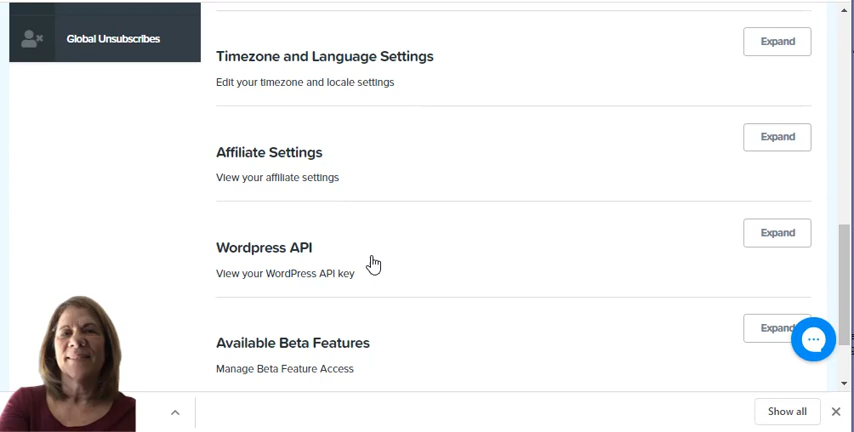 Global Unsubscribes
Expand
Timezone and Language Settings
Edit your timezone and locale settings
Expand
Affiliate Settings
View your affiliate settings
Expand
Wordpress API
View your WordPress API key
Expand
Available Beta Features
Manage Beta Feature Access
Show all